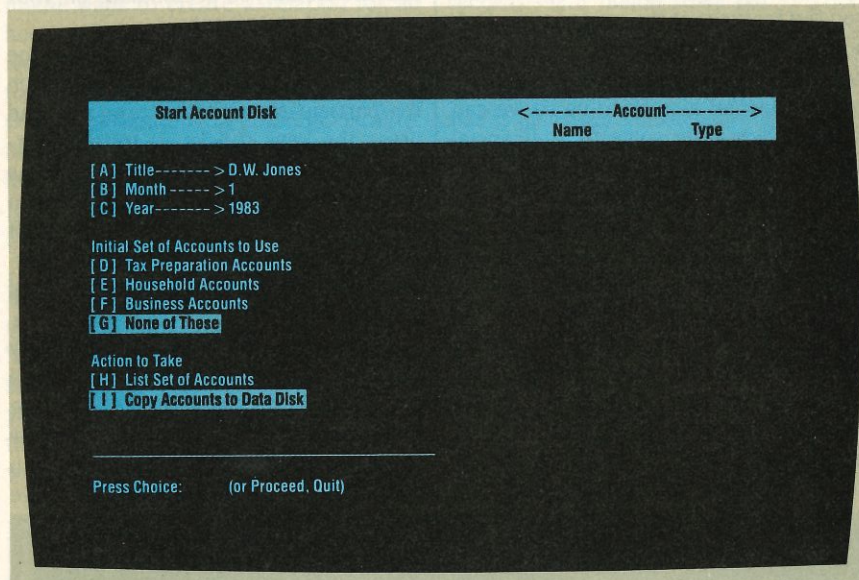 Start Account Disk <----------Account---------->
Name Type
[A] Title-------> D.W. Jones
[B] Month -----> 1
[C] Year-------> 1983
Initial Set of Accounts to Use
[D] Tax Preparation Accounts
[E] Household Accounts
[F] Business Accounts
[G] None of These
Action to Take
[H] List Set of Accounts
[I] Copy Accounts to Data Disk
Press Choice: (or Proceed, Quit)